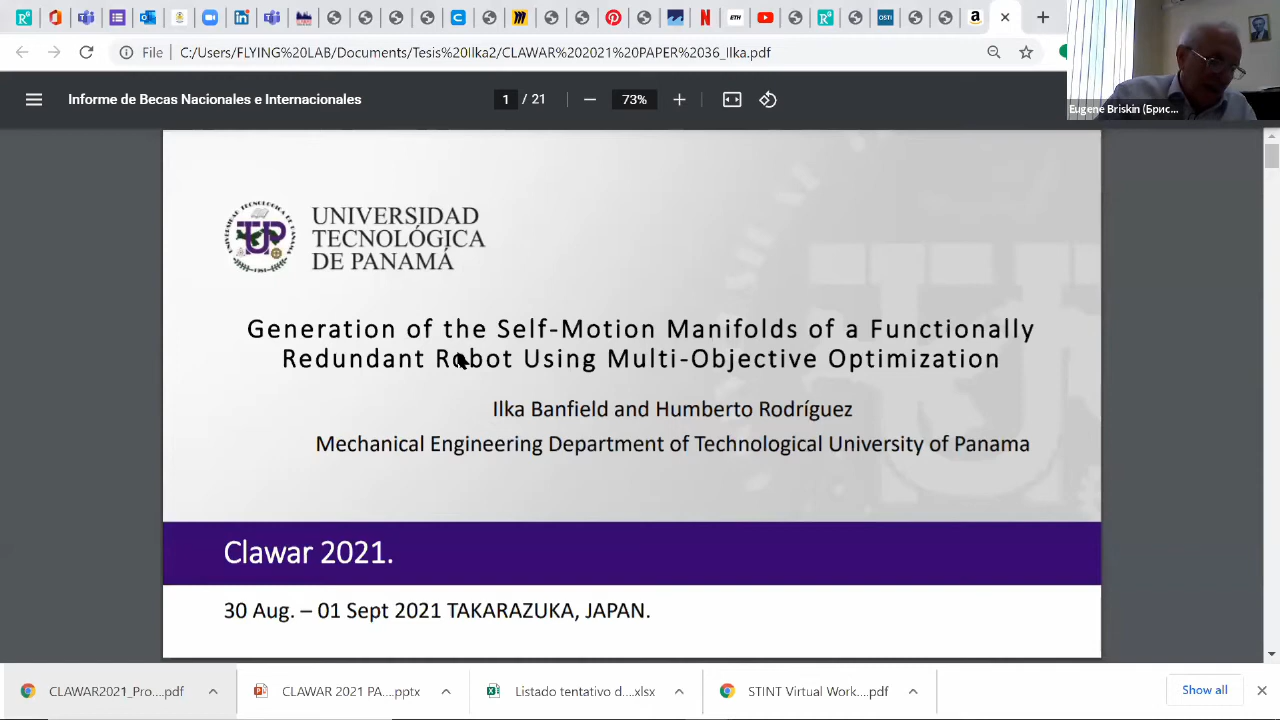 File
C:/Users/FLYING%20LAB/Documents/Tesis%20Ilka2/CLAWAR%202021%20PAPER%2036_Ilka.pdf
Informe de Becas Nacionales e Internacionales
1 / 21
73%
Eugene Briskin (Брис...
UNIVERSIDAD
TECNOLÓGICA
DE PANAMÁ
Generation of the Self-Motion Manifolds of a Functionally
Redundant Robot Using Multi-Objective Optimization
Ilka Banfield and Humberto Rodríguez
Mechanical Engineering Department of Technological University of Panama
Clawar 2021.
30 Aug. – 01 Sept 2021 TAKARAZUKA, JAPAN.
CLAWAR2021_Pro....pdf
CLAWAR 2021 PA....pptx
Listado tentativo d....xlsx
STINT Virtual Work....pdf
Show all